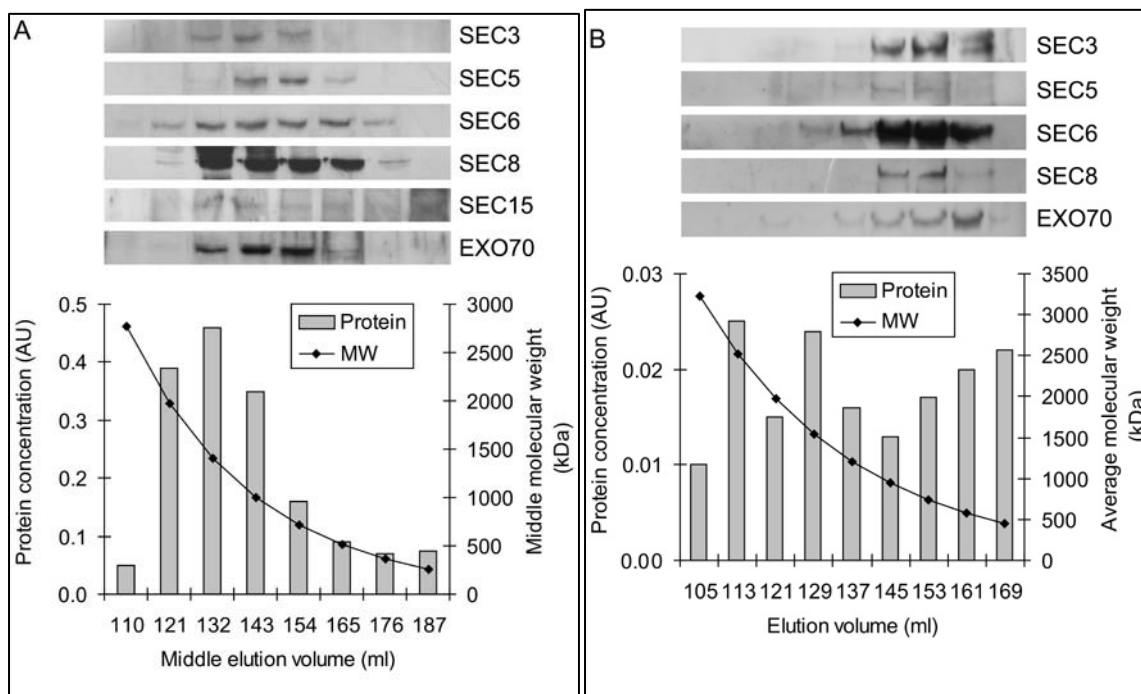 A
SEC3
SEC5
SEC6
SEC8
SEC15
EXO70
Protein concentration (AU)
0.5
0.4
0.3
0.2
0.1
0.0
Protein
MW
3000
2500
2000
1500
1000
500
0
Middle molecular weight
(kDa)
110 121 132 143 154 165 176 187
Middle elution volume (ml)
B
SEC3
SEC5
SEC6
SEC8
EXO70
Protein concentration (AU)
0.03
0.02
0.01
0.00
Protein
MW
3500
3000
2500
2000
1500
1000
500
0
Average molecular weight
(kDa)
105 113 121 129 137 145 153 161 169
Elution volume (ml)